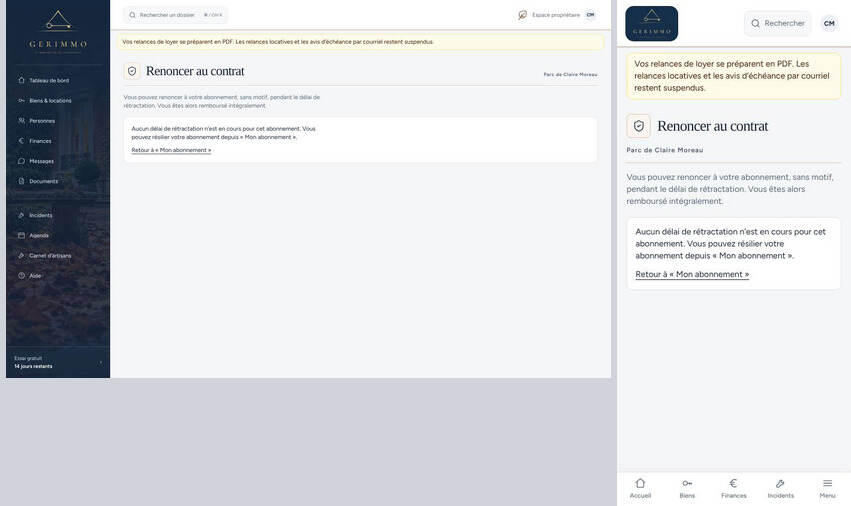 GERIMMO
Rechercher un dossier
⌘ / Ctrl K
Espace propriétaire
CM
Vos relances de loyer se préparent en PDF. Les relances locatives et les avis d'échéance par courriel restent suspendus.
Renoncer au contrat
Parc de Claire Moreau
Vous pouvez renoncer à votre abonnement, sans motif, pendant le délai de
rétractation. Vous êtes alors remboursé intégralement.
Aucun délai de rétractation n'est en cours pour cet abonnement. Vous
pouvez résilier votre abonnement depuis « Mon abonnement ».
Retour à « Mon abonnement »
Tableau de bord
Biens & locations
Personnes
Finances
Messages
Documents
Incidents
Agenda
Carnet d'artisans
Aide
Essai gratuit
14 jours restants
GERIMMO
Rechercher
CM
Vos relances de loyer se préparent en PDF. Les
relances locatives et les avis d'échéance par courriel
restent suspendus.
Renoncer au contrat
Parc de Claire Moreau
Vous pouvez renoncer à votre abonnement, sans motif,
pendant le délai de rétractation. Vous êtes alors
remboursé intégralement.
Aucun délai de rétractation n'est en cours pour cet
abonnement. Vous pouvez résilier votre
abonnement depuis « Mon abonnement ».
Retour à « Mon abonnement »
Accueil
Biens
Finances
Incidents
Menu